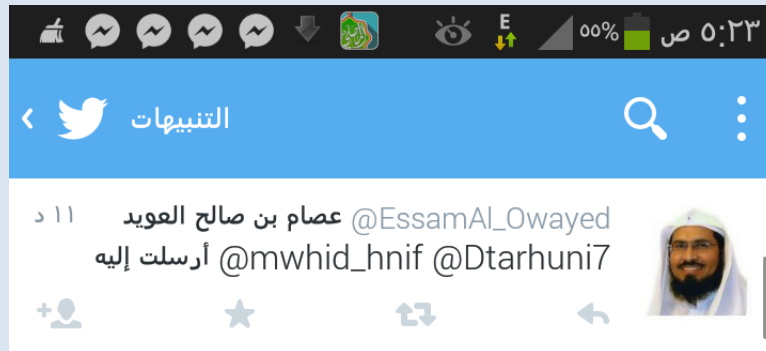 ٥:٢٣ ص ٥٥% E
التنبيهات
عصام بن صالح العويد @EssamAl_Owayed ١١ د
@mwhid_hnif @Dtarhuni7 أرسلت إليه